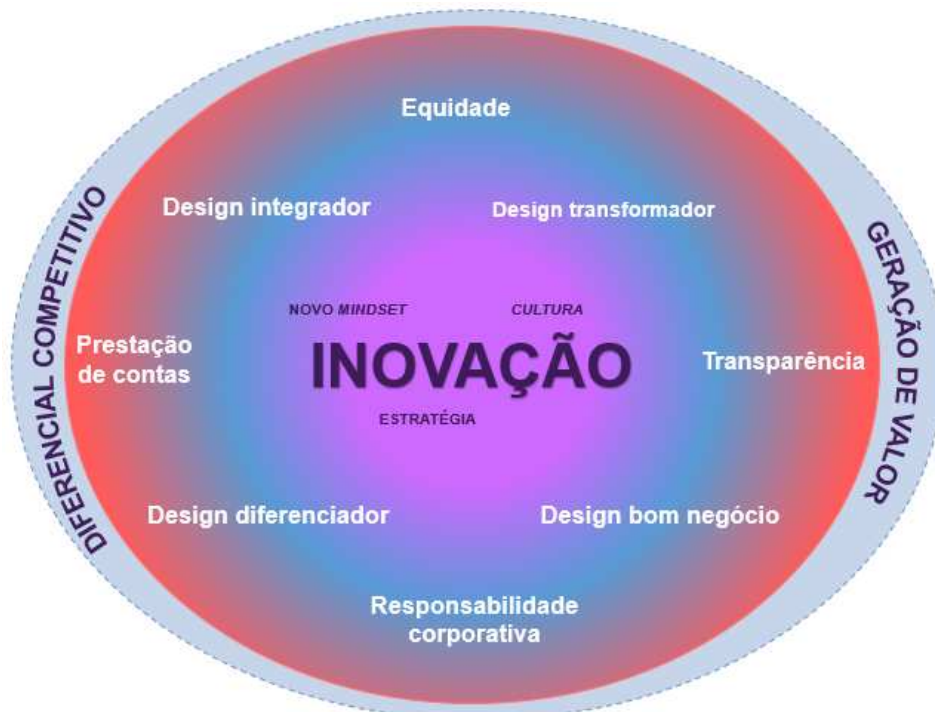 Equidade
Design integrador
Design transformador
DIFERENCIAL COMPETITIVO
GERAÇÃO DE VALOR
NOVO MINDSET
CULTURA
Prestação
de contas
INOVAÇÃO
Transparência
ESTRATÉGIA
Design diferenciador
Design bom negócio
Responsabilidade
corporativa